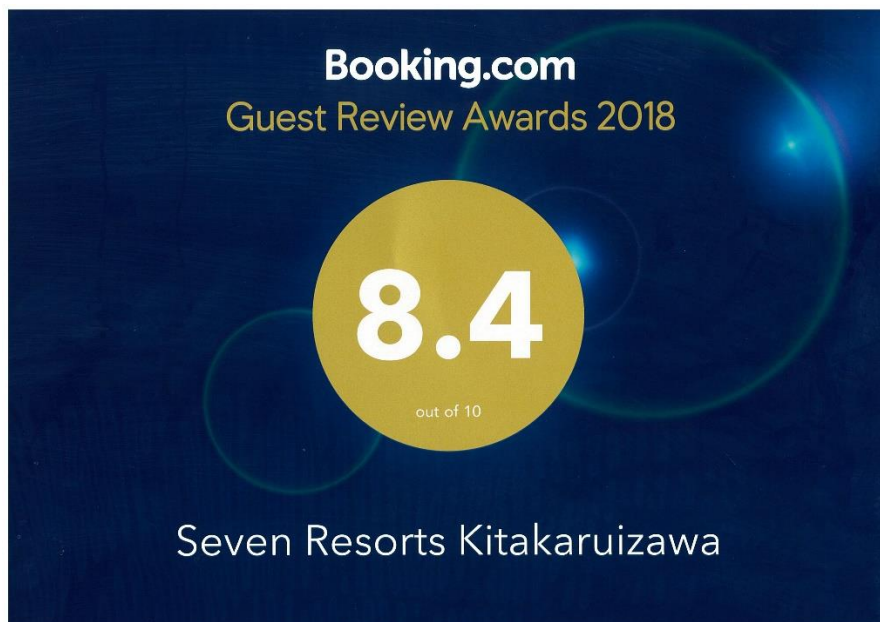 Booking.com
Guest Review Awards 2018
8.4
out of 10
Seven Resorts Kitakaruizawa